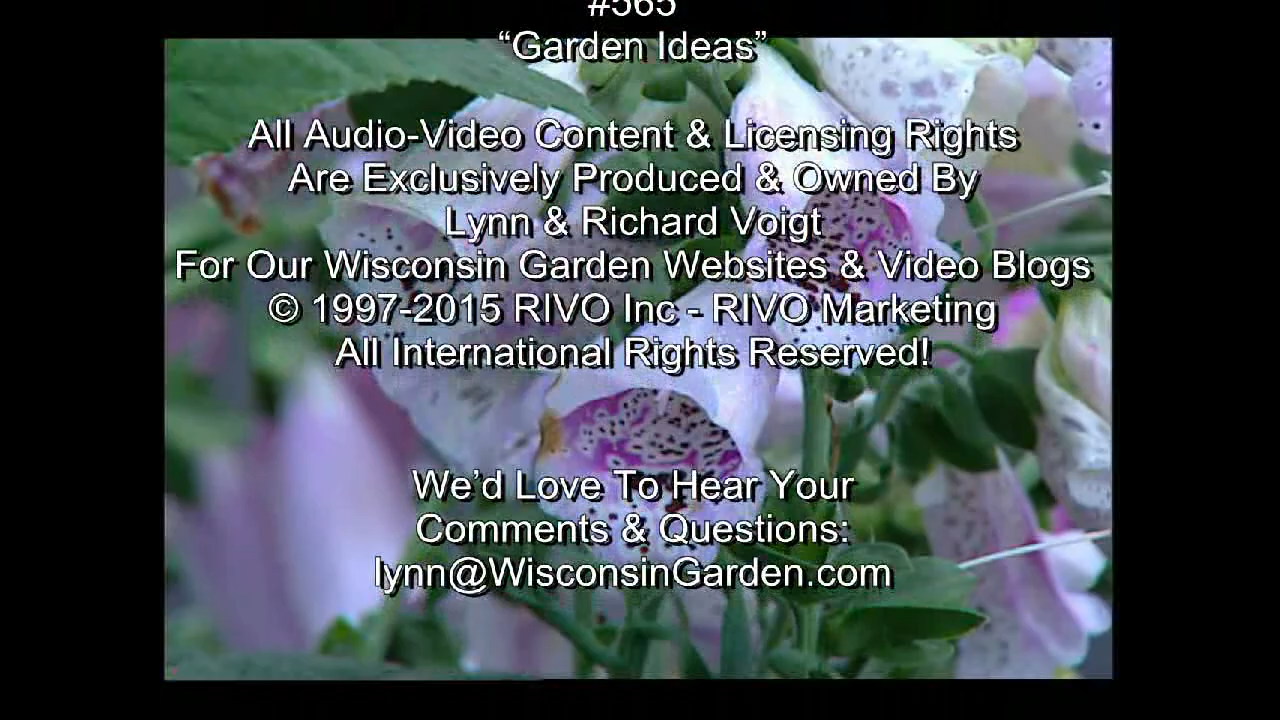 #565
“Garden Ideas”
All Audio-Video Content & Licensing Rights
Are Exclusively Produced & Owned By
Lynn & Richard Voigt
For Our Wisconsin Garden Websites & Video Blogs
© 1997-2015 RIVO Inc - RIVO Marketing
All International Rights Reserved!
We’d Love To Hear Your
Comments & Questions:
lynn@WisconsinGarden.com